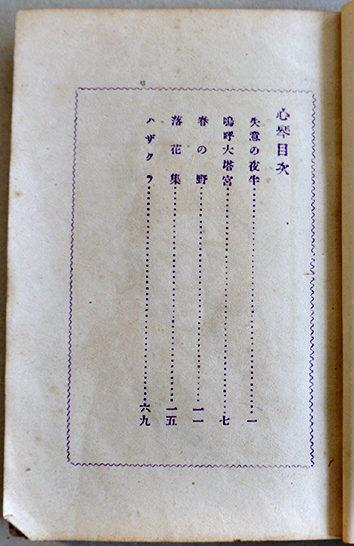 心琴目次
失意の夜半……一
嗚呼大塔宮……七
春の野……一一
落花集……一五
ハザクラ……六九